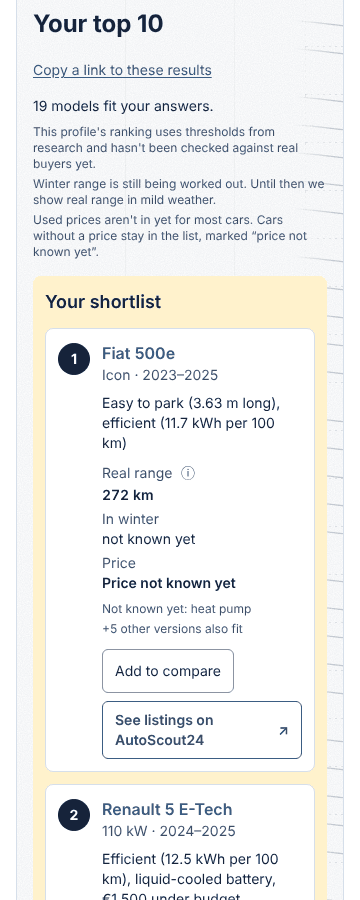 Your top 10
Copy a link to these results
19 models fit your answers.
This profile's ranking uses thresholds from
research and hasn't been checked against real
buyers yet.
Winter range is still being worked out. Until then we
show real range in mild weather.
Used prices aren't in yet for most cars. Cars
without a price stay in the list, marked “price not
known yet”.
Your shortlist
1
Fiat 500e
Icon · 2023–2025
Easy to park (3.63 m long),
efficient (11.7 kWh per 100
km)
Real range ⓘ
272 km
In winter
not known yet
Price
Price not known yet
Not known yet: heat pump
+5 other versions also fit
Add to compare
See listings on
AutoScout24
2
Renault 5 E-Tech
110 kW · 2024–2025
Efficient (12.5 kWh per 100
km), liquid-cooled battery,
€1,500 under budget